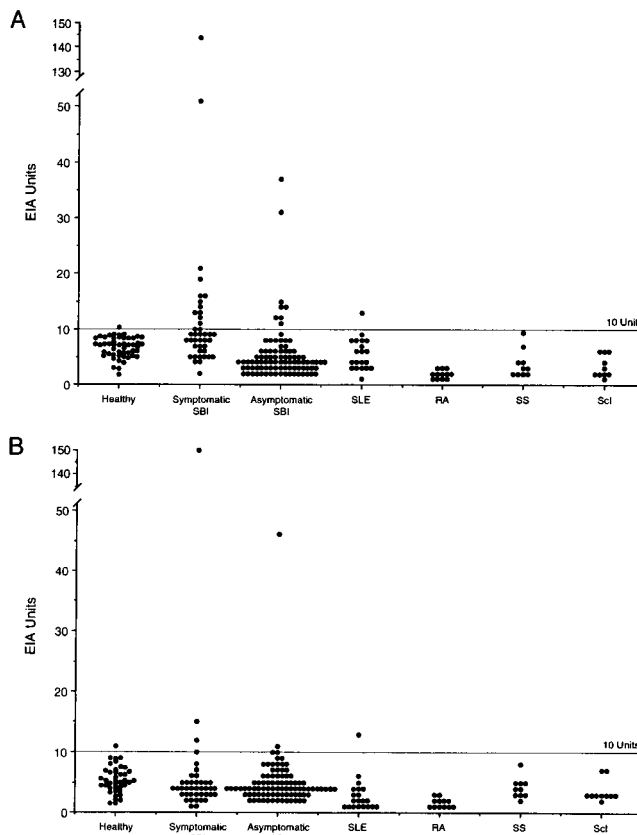 A
150
140
130
50
40
30
20
10
0
EIA Units
10 Unit
Healthy
Symptomatic
SBI
Asymptomatic
SBI
SLE
RA
SS
Scl
B
150
140
50
40
30
20
10
0
EIA Units
10 Units
Healthy
Symptomatic
Asymptomatic
SLE
RA
SS
Scl